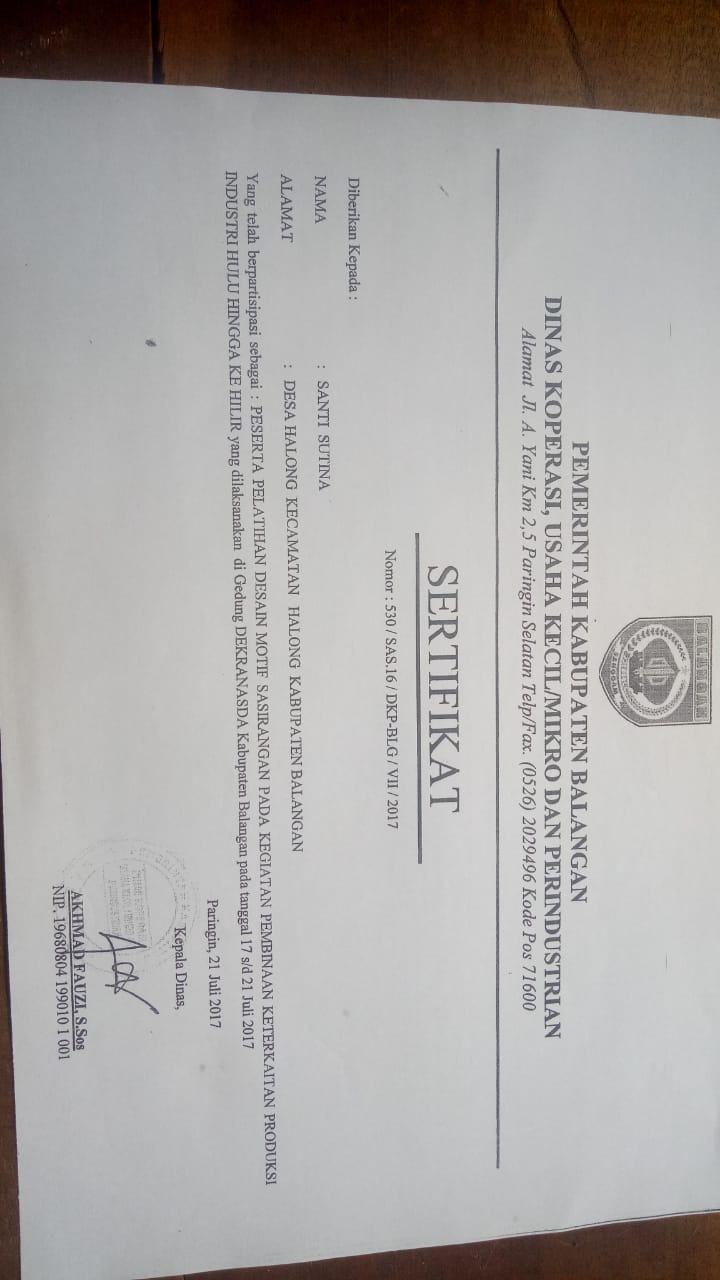 BALANGAN
SANGGAM
PEMERINTAH KABUPATEN BALANGAN
DINAS KOPERASI, USAHA KECIL/MIKRO DAN PERINDUSTRIAN
Alamat Jl. A. Yani Km 2,5 Paringin Selatan Telp/Fax. (0526) 2029496 Kode Pos 71600
SERTIFIKAT
Nomor : 530 / SAS.16 / DKP-BLG / VII / 2017
Diberikan Kepada :
NAMA : SANTI SUTINA
ALAMAT : DESA HALONG KECAMATAN HALONG KABUPATEN BALANGAN
Yang telah berpartisipasi sebagai : PESERTA PELATIHAN DESAIN MOTIF SASIRANGAN PADA KEGIATAN PEMBINAAN KETERKAITAN PRODUKSI
INDUSTRI HULU HINGGA KE HILIR yang dilaksanakan di Gedung DEKRANASDA Kabupaten Balangan pada tanggal 17 s/d 21 Juli 2017
Paringin, 21 Juli 2017
Kepala Dinas,
AKHMAD FAUZI, S.Sos
NIP. 19680804 199010 1 001